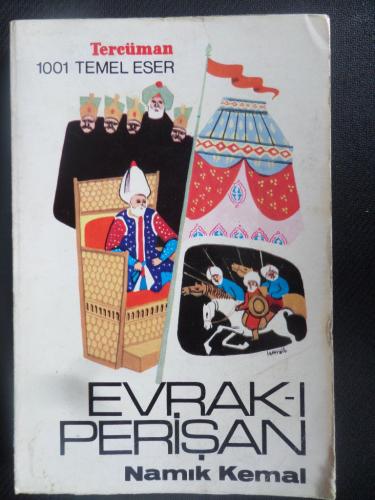 Tercüman
1001 TEMEL ESER
EVRAK-I
PERİŞAN
Namık Kemal